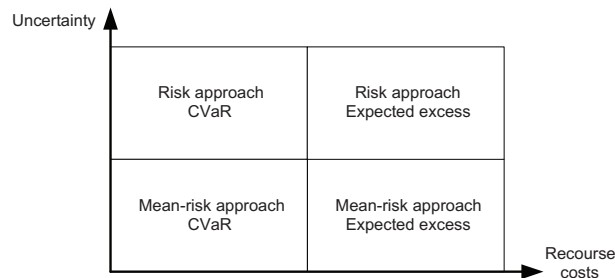 Uncertainty
Risk approach
CVaR
Risk approach
Expected excess
Mean-risk approach
CVaR
Mean-risk approach
Expected excess
Recourse
costs